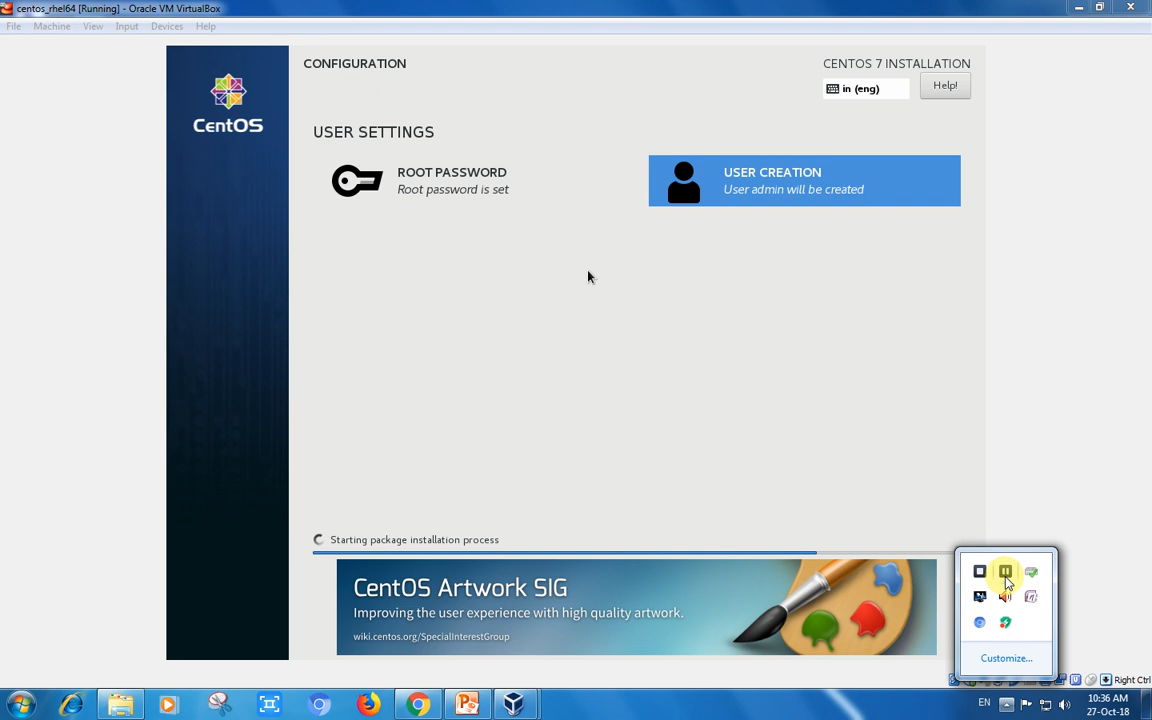 centos_rhel64 [Running] - Oracle VM VirtualBox
File Machine View Input Devices Help
CONFIGURATION
CENTOS 7 INSTALLATION
in (eng)
Help!
CentOS
USER SETTINGS
ROOT PASSWORD
Root password is set
USER CREATION
User admin will be created
Starting package installation process
CentOS Artwork SIG
Improving the user experience with high quality artwork.
wiki.centos.org/SpecialInterestGroup
Customize...
Right Ctrl
EN
10:36 AM
27-Oct-18